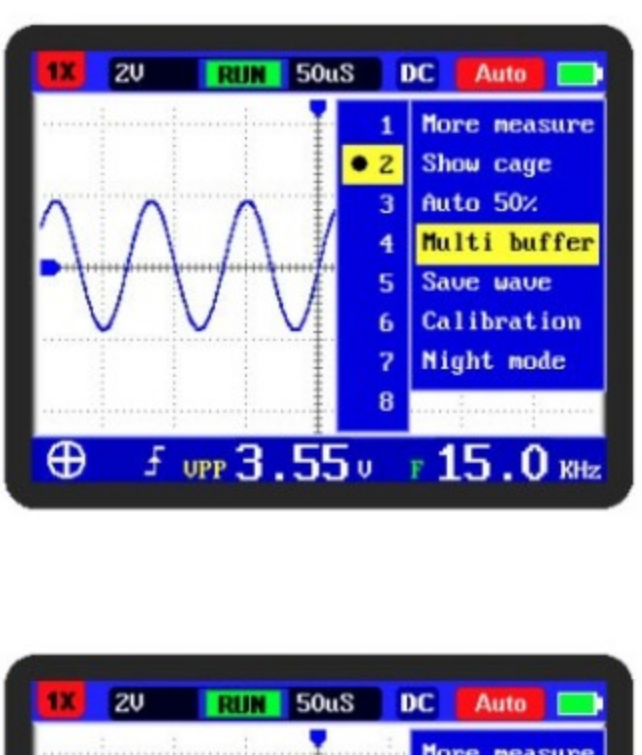 1X 2V RUN 50uS DC Auto
1 More measure
2 Show cage
3 Auto 50%
4 Multi buffer
5 Save wave
6 Calibration
7 Night mode
8
VPP 3.55 V F 15.0 KHz
1X 2V RUN 50uS DC Auto
More measure